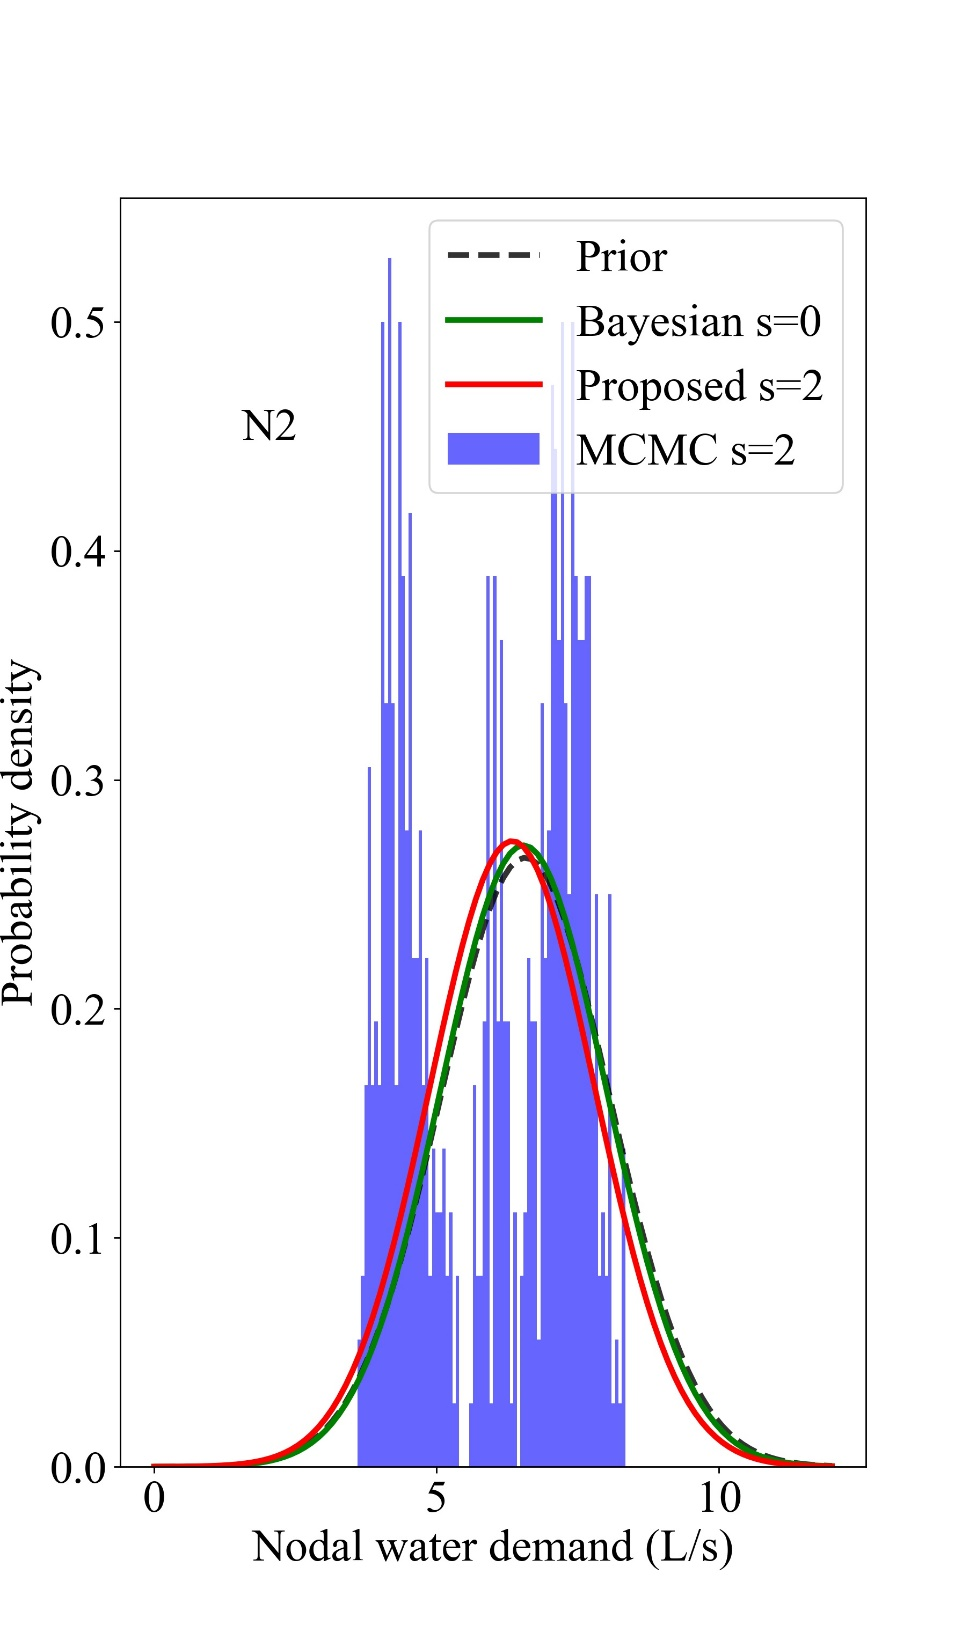 Prior
Bayesian s=0
Proposed s=2
MCMC s=2
N2
0.5
0.4
0.3
0.2
0.1
0.0
Probability density
0 5 10
Nodal water demand (L/s)